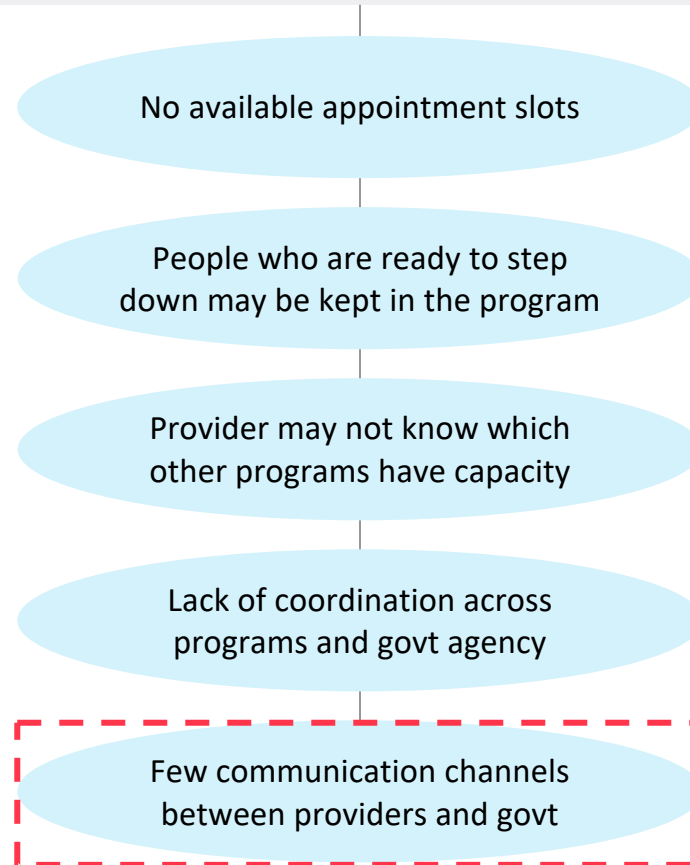 No available appointment slots
People who are ready to step
down may be kept in the program
Provider may not know which
other programs have capacity
Lack of coordination across
programs and govt agency
Few communication channels
between providers and govt